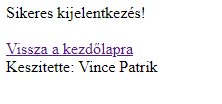 Sikeres kijelentkezés!
Vissza a kezdőlapra
Keszitette: Vince Patrik